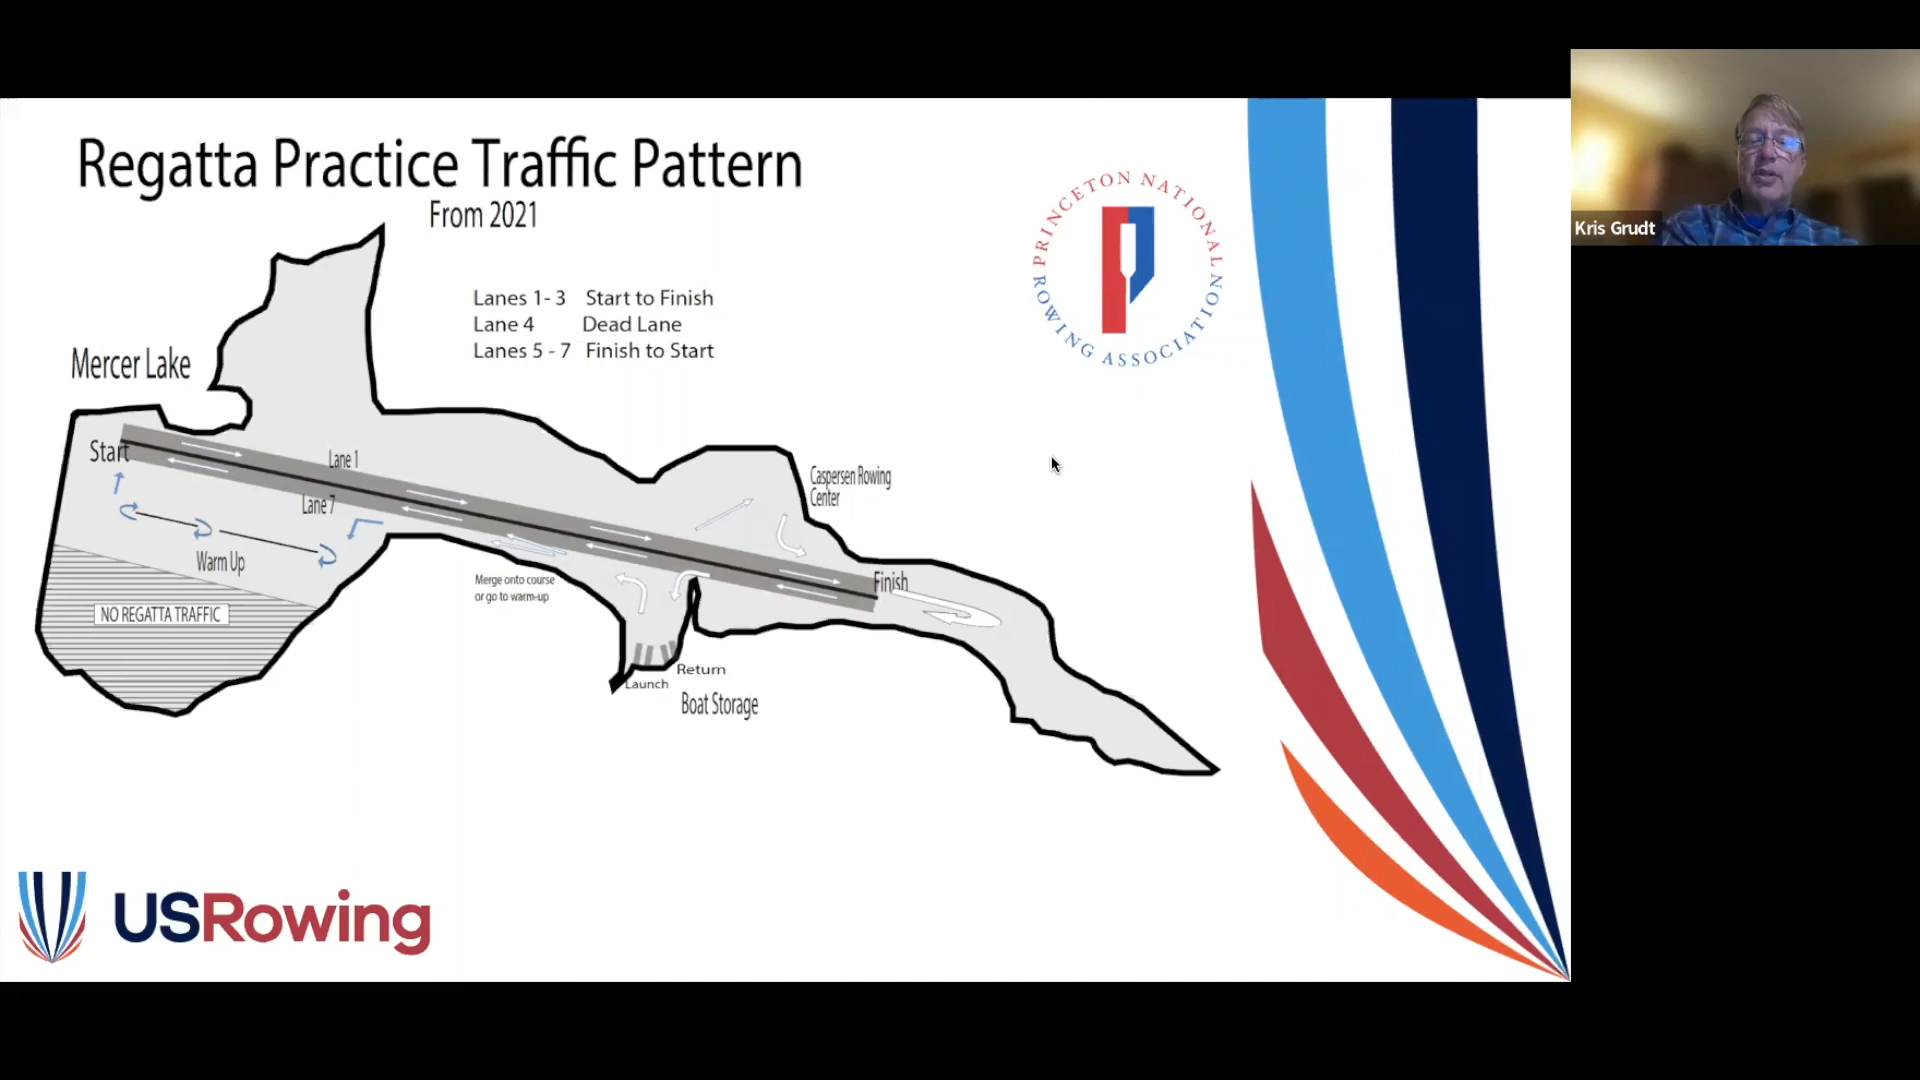 Regatta Practice Traffic Pattern
From 2021
PRINCETON NATIONAL
ROWING ASSOCIATION
Kris Grudt
Lanes 1- 3 Start to Finish
Lane 4 Dead Lane
Lanes 5 - 7 Finish to Start
Mercer Lake
Start
Lane 1
Lane 7
Caspersen Rowing
Center
Warm Up
Merge onto course
or go to warm-up
Finish
NO REGATTA TRAFFIC
Return
Launch
Boat Storage
USRowing